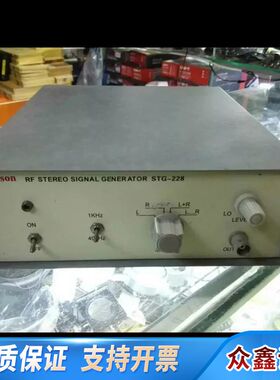 son RF STEREO SIGNAL GENERATOR STG-228
R L+R
L R
L R
1KHz
ON
LO
LEVEL
OUT
质保证 支持开票
众鑫